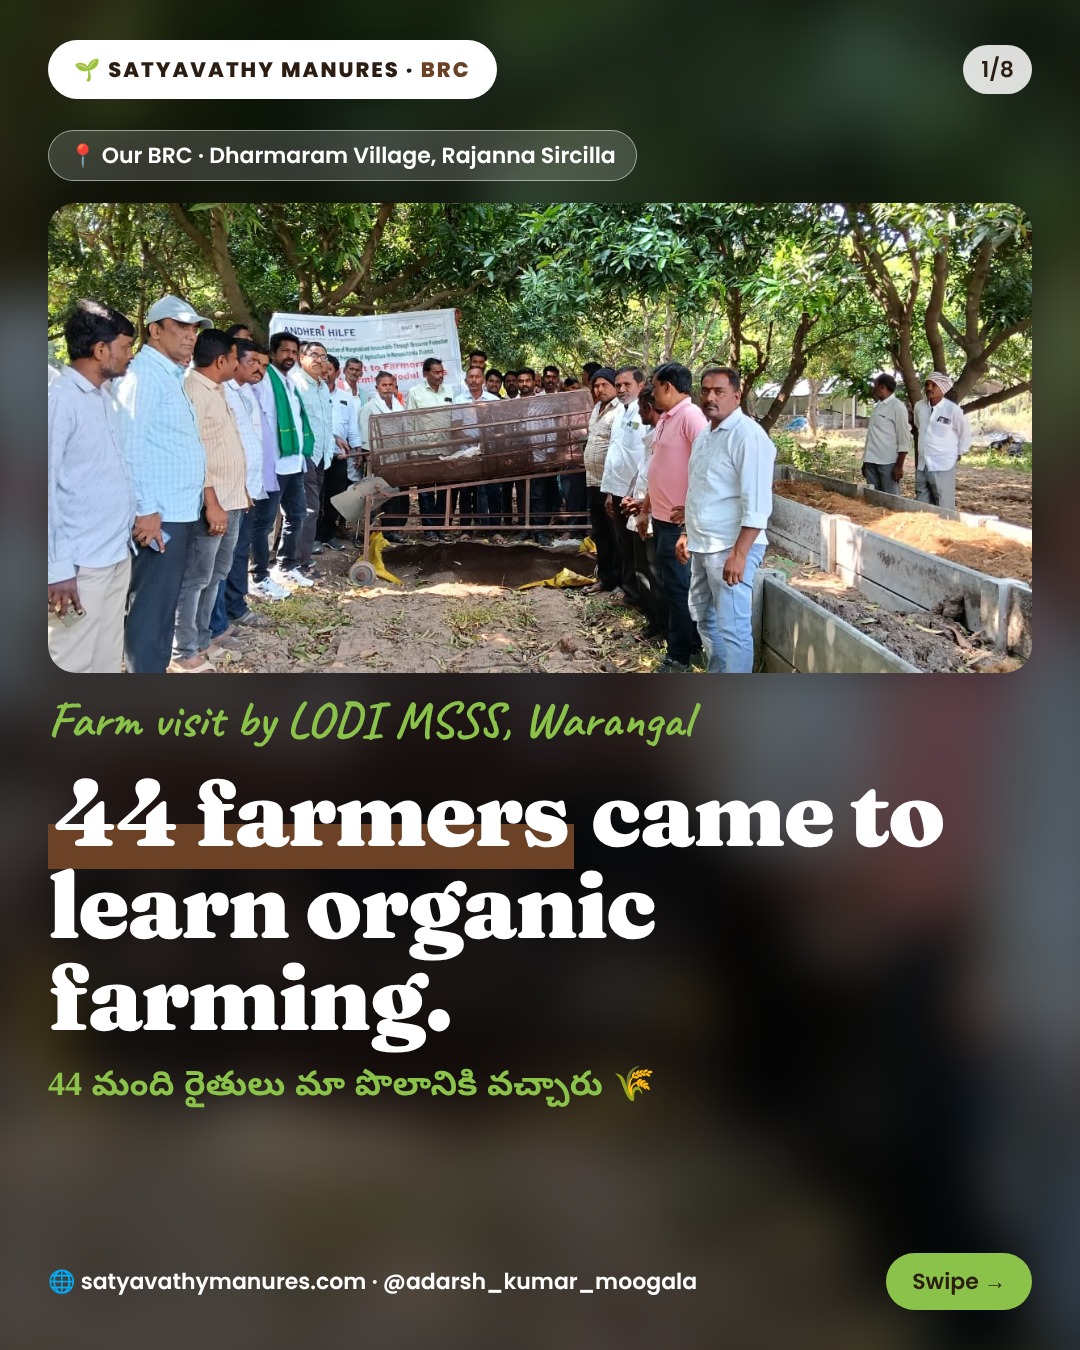 🌱 SATYAVATHY MANURES · BRC
1/8
📍 Our BRC · Dharmaram Village, Rajanna Sircilla
ANDHERI HILFE
Farm visit by LODI MSSS, Warangal
44 farmers came to
learn organic
farming.
44 మంది రైతులు మా పొలానికి వచ్చారు 🌾
🌐 satyavathymanures.com · @adarsh_kumar_moogala
Swipe →